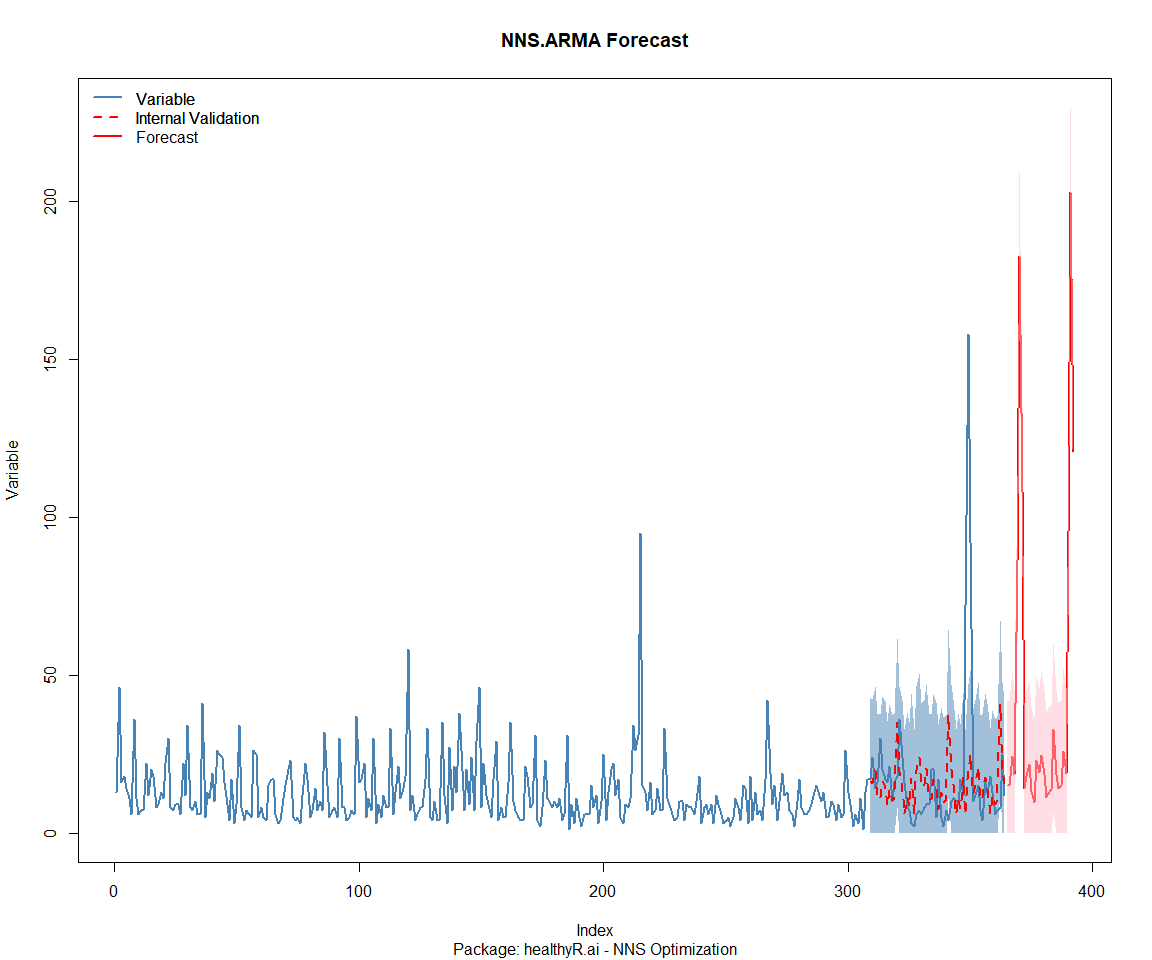 NNS.ARMA Forecast
Variable
Internal Validation
Forecast
Variable
200
150
100
50
0
0 100 200 300 400
Index
Package: healthyR.ai - NNS Optimization